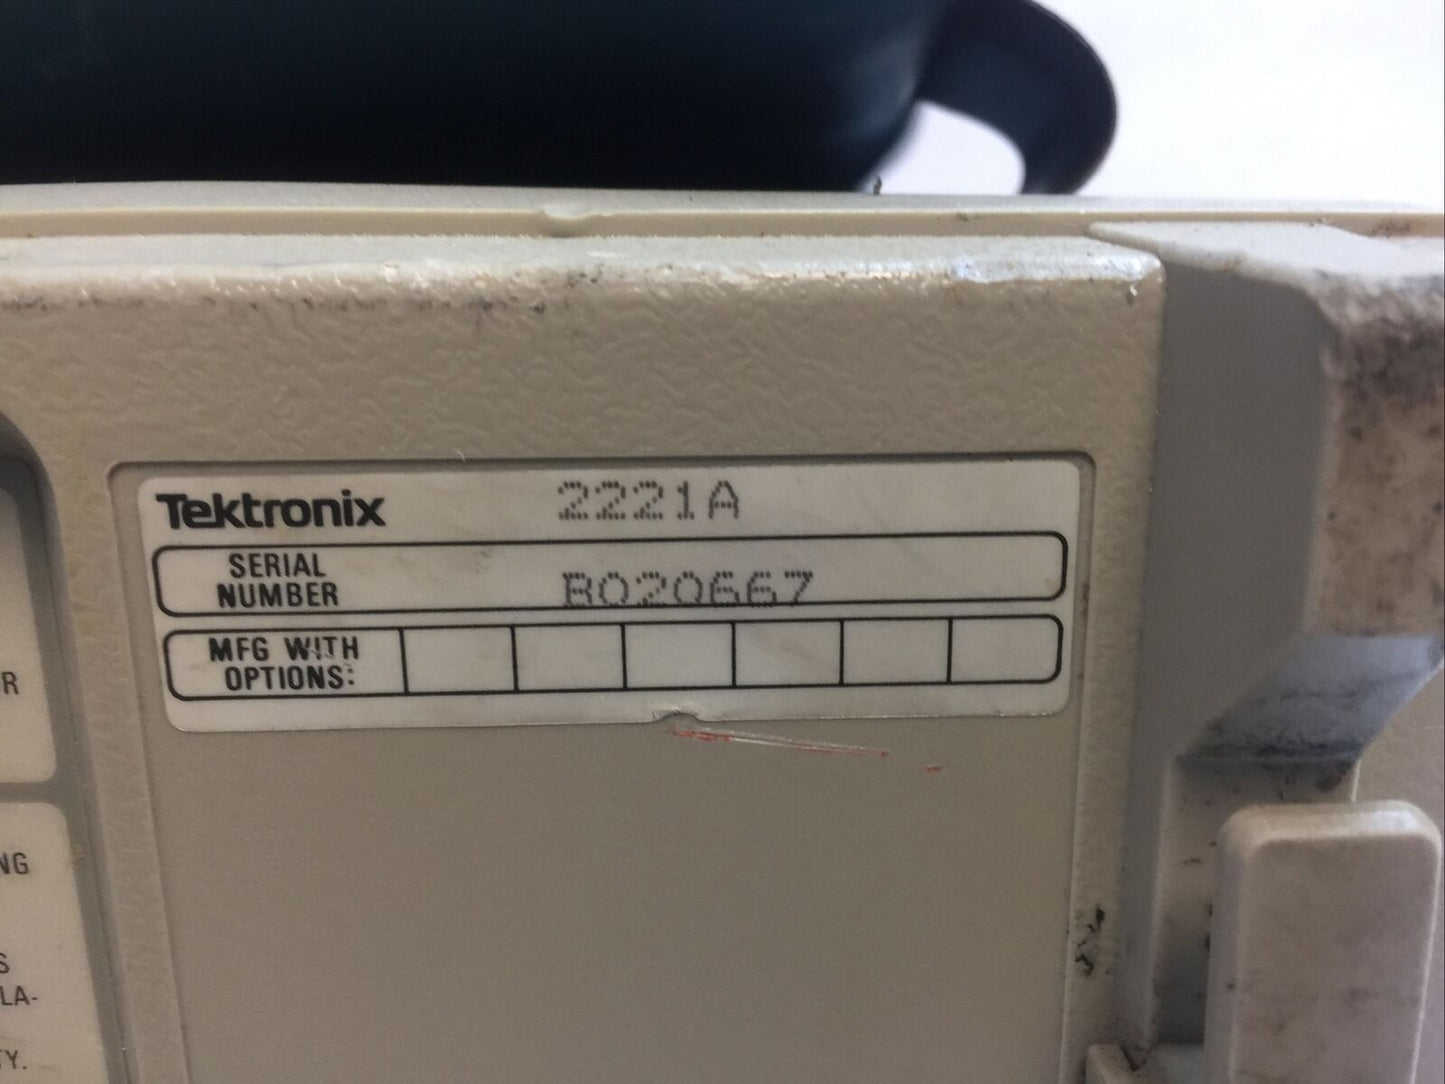 Tektronix 2221A
SERIAL
NUMBER B020667
MFG WITH
OPTIONS:
R
NG
S
LA-
TY.